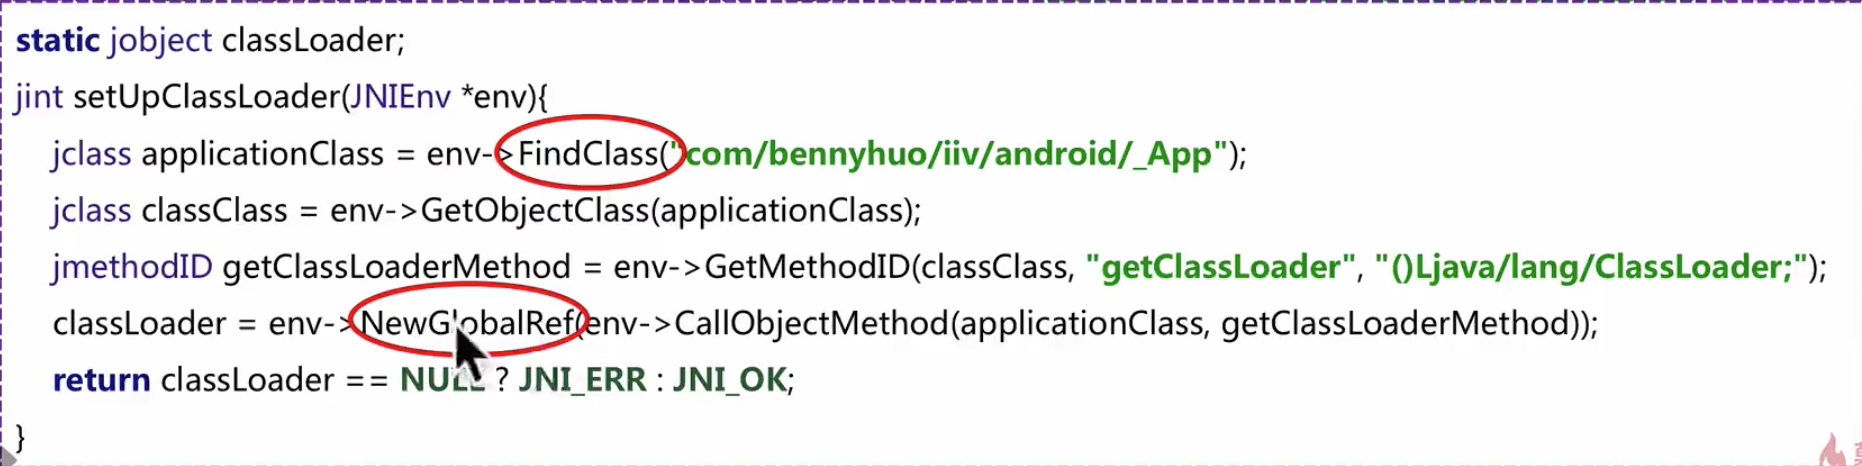 static jobject classLoader;
jint setUpClassLoader(JNIEnv *env){
    jclass applicationClass = env->FindClass("com/bennyhuo/iiv/android/_App");
    jclass classClass = env->GetObjectClass(applicationClass);
    jmethodID getClassLoaderMethod = env->GetMethodID(classClass, "getClassLoader", "()Ljava/lang/ClassLoader;");
    classLoader = env->NewGlobalRef(env->CallObjectMethod(applicationClass, getClassLoaderMethod));
    return classLoader == NULL ? JNI_ERR : JNI_OK;
}